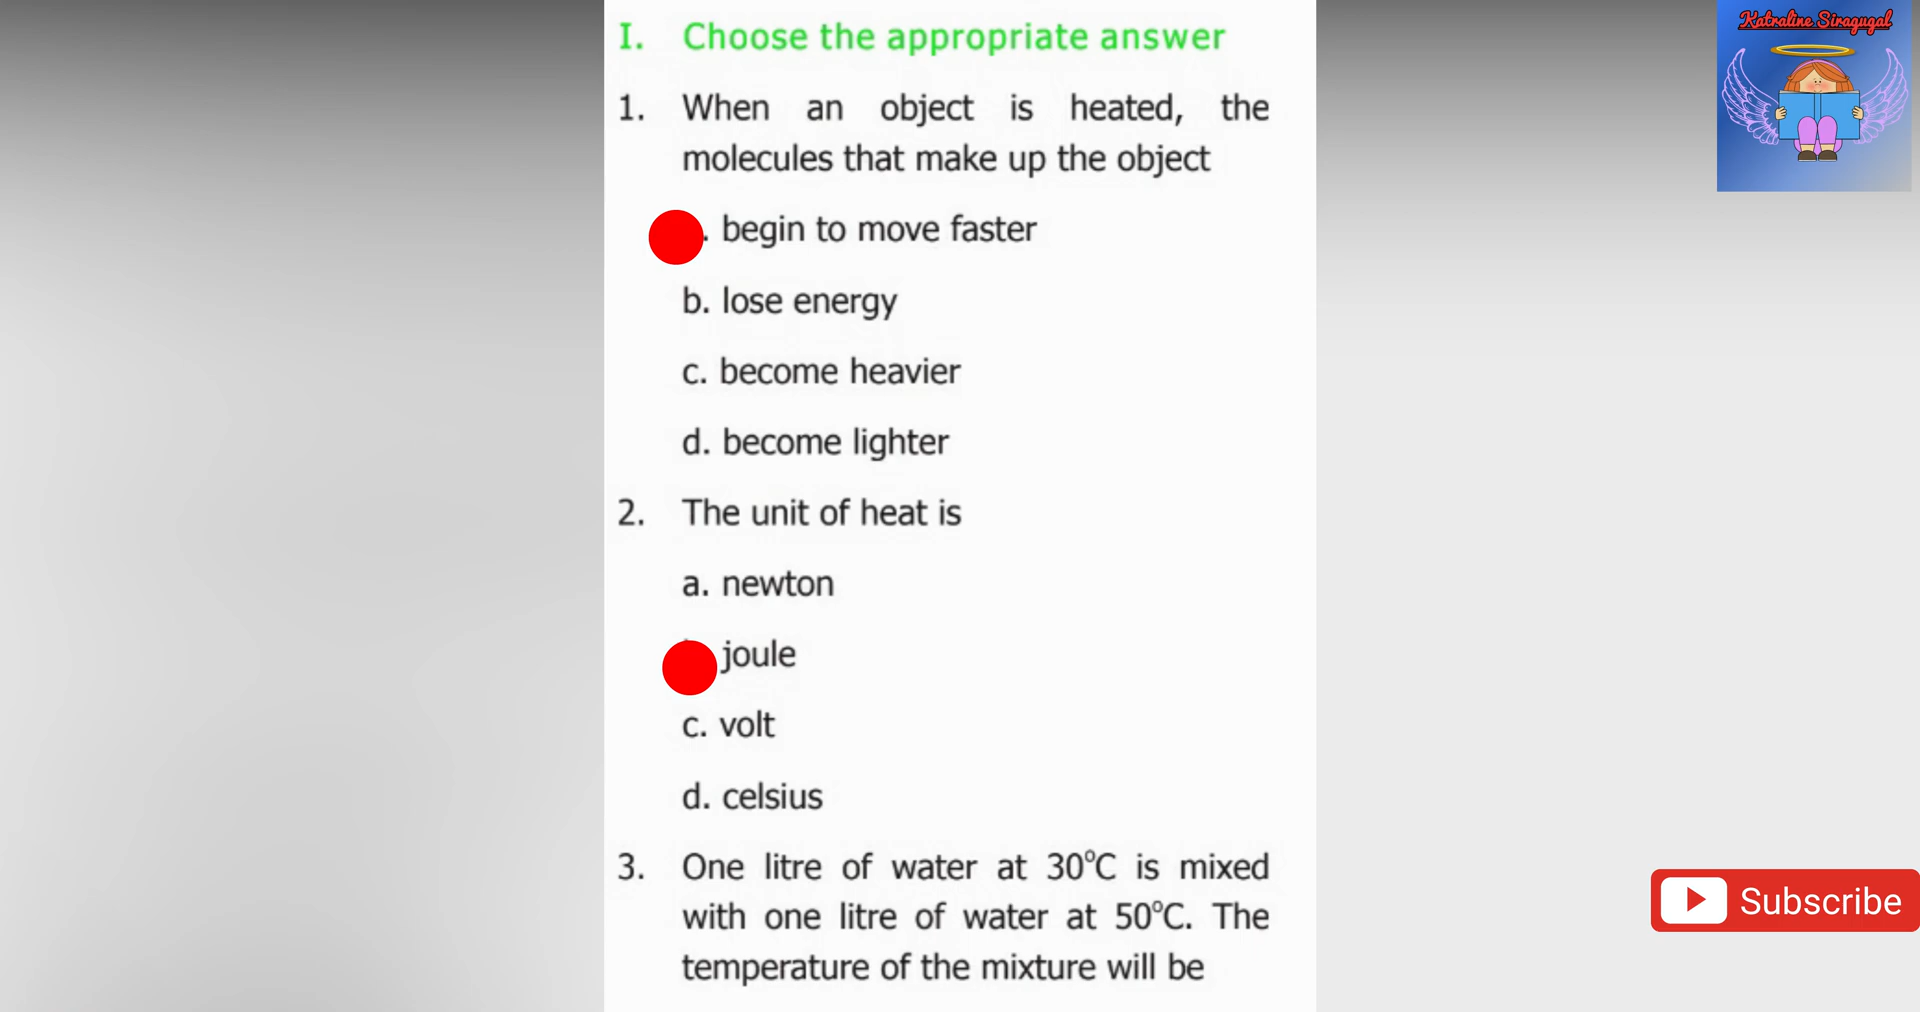 Katraline Siragugal
I. Choose the appropriate answer
1. When an object is heated, the
molecules that make up the object
. begin to move faster
b. lose energy
c. become heavier
d. become lighter
2. The unit of heat is
a. newton
joule
c. volt
d. celsius
3. One litre of water at 30°C is mixed
with one litre of water at 50°C. The
temperature of the mixture will be
Subscribe